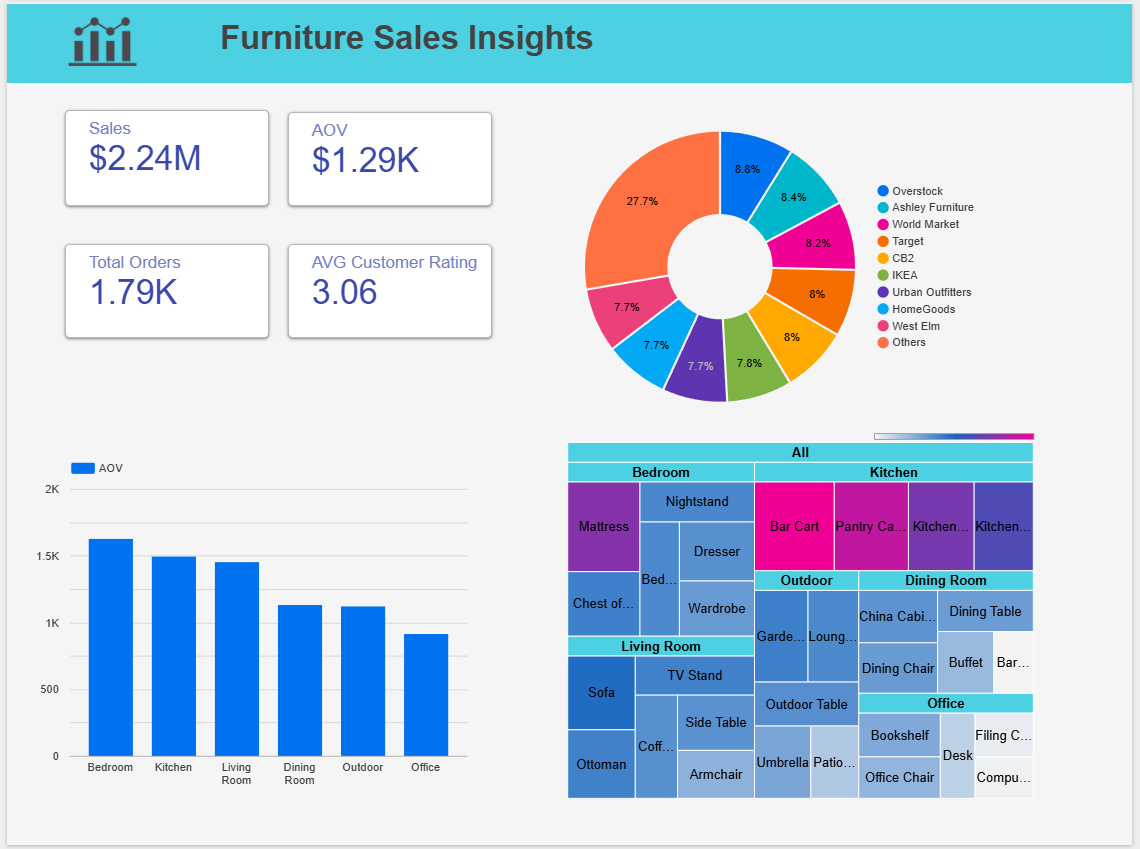 Furniture Sales Insights
Sales
$2.24M
AOV
$1.29K
Total Orders
1.79K
AVG Customer Rating
3.06
8.8%
8.4%
8.2%
8%
8%
7.8%
7.7%
7.7%
7.7%
27.7%
Overstock
Ashley Furniture
World Market
Target
CB2
IKEA
Urban Outfitters
HomeGoods
West Elm
Others
AOV
2K
1.5K
1K
500
0
Bedroom
Kitchen
Living
Room
Dining
Room
Outdoor
Office
All
Bedroom
Mattress
Nightstand
Bed...
Dresser
Wardrobe
Chest of...
Kitchen
Bar Cart
Pantry Ca...
Kitchen...
Kitchen...
Living Room
Sofa
TV Stand
Coff...
Side Table
Armchair
Ottoman
Outdoor
Garde...
Loung...
Outdoor Table
Umbrella
Patio...
Dining Room
China Cabi...
Dining Table
Dining Chair
Buffet
Bar...
Office
Bookshelf
Office Chair
Desk
Filing C...
Compu...